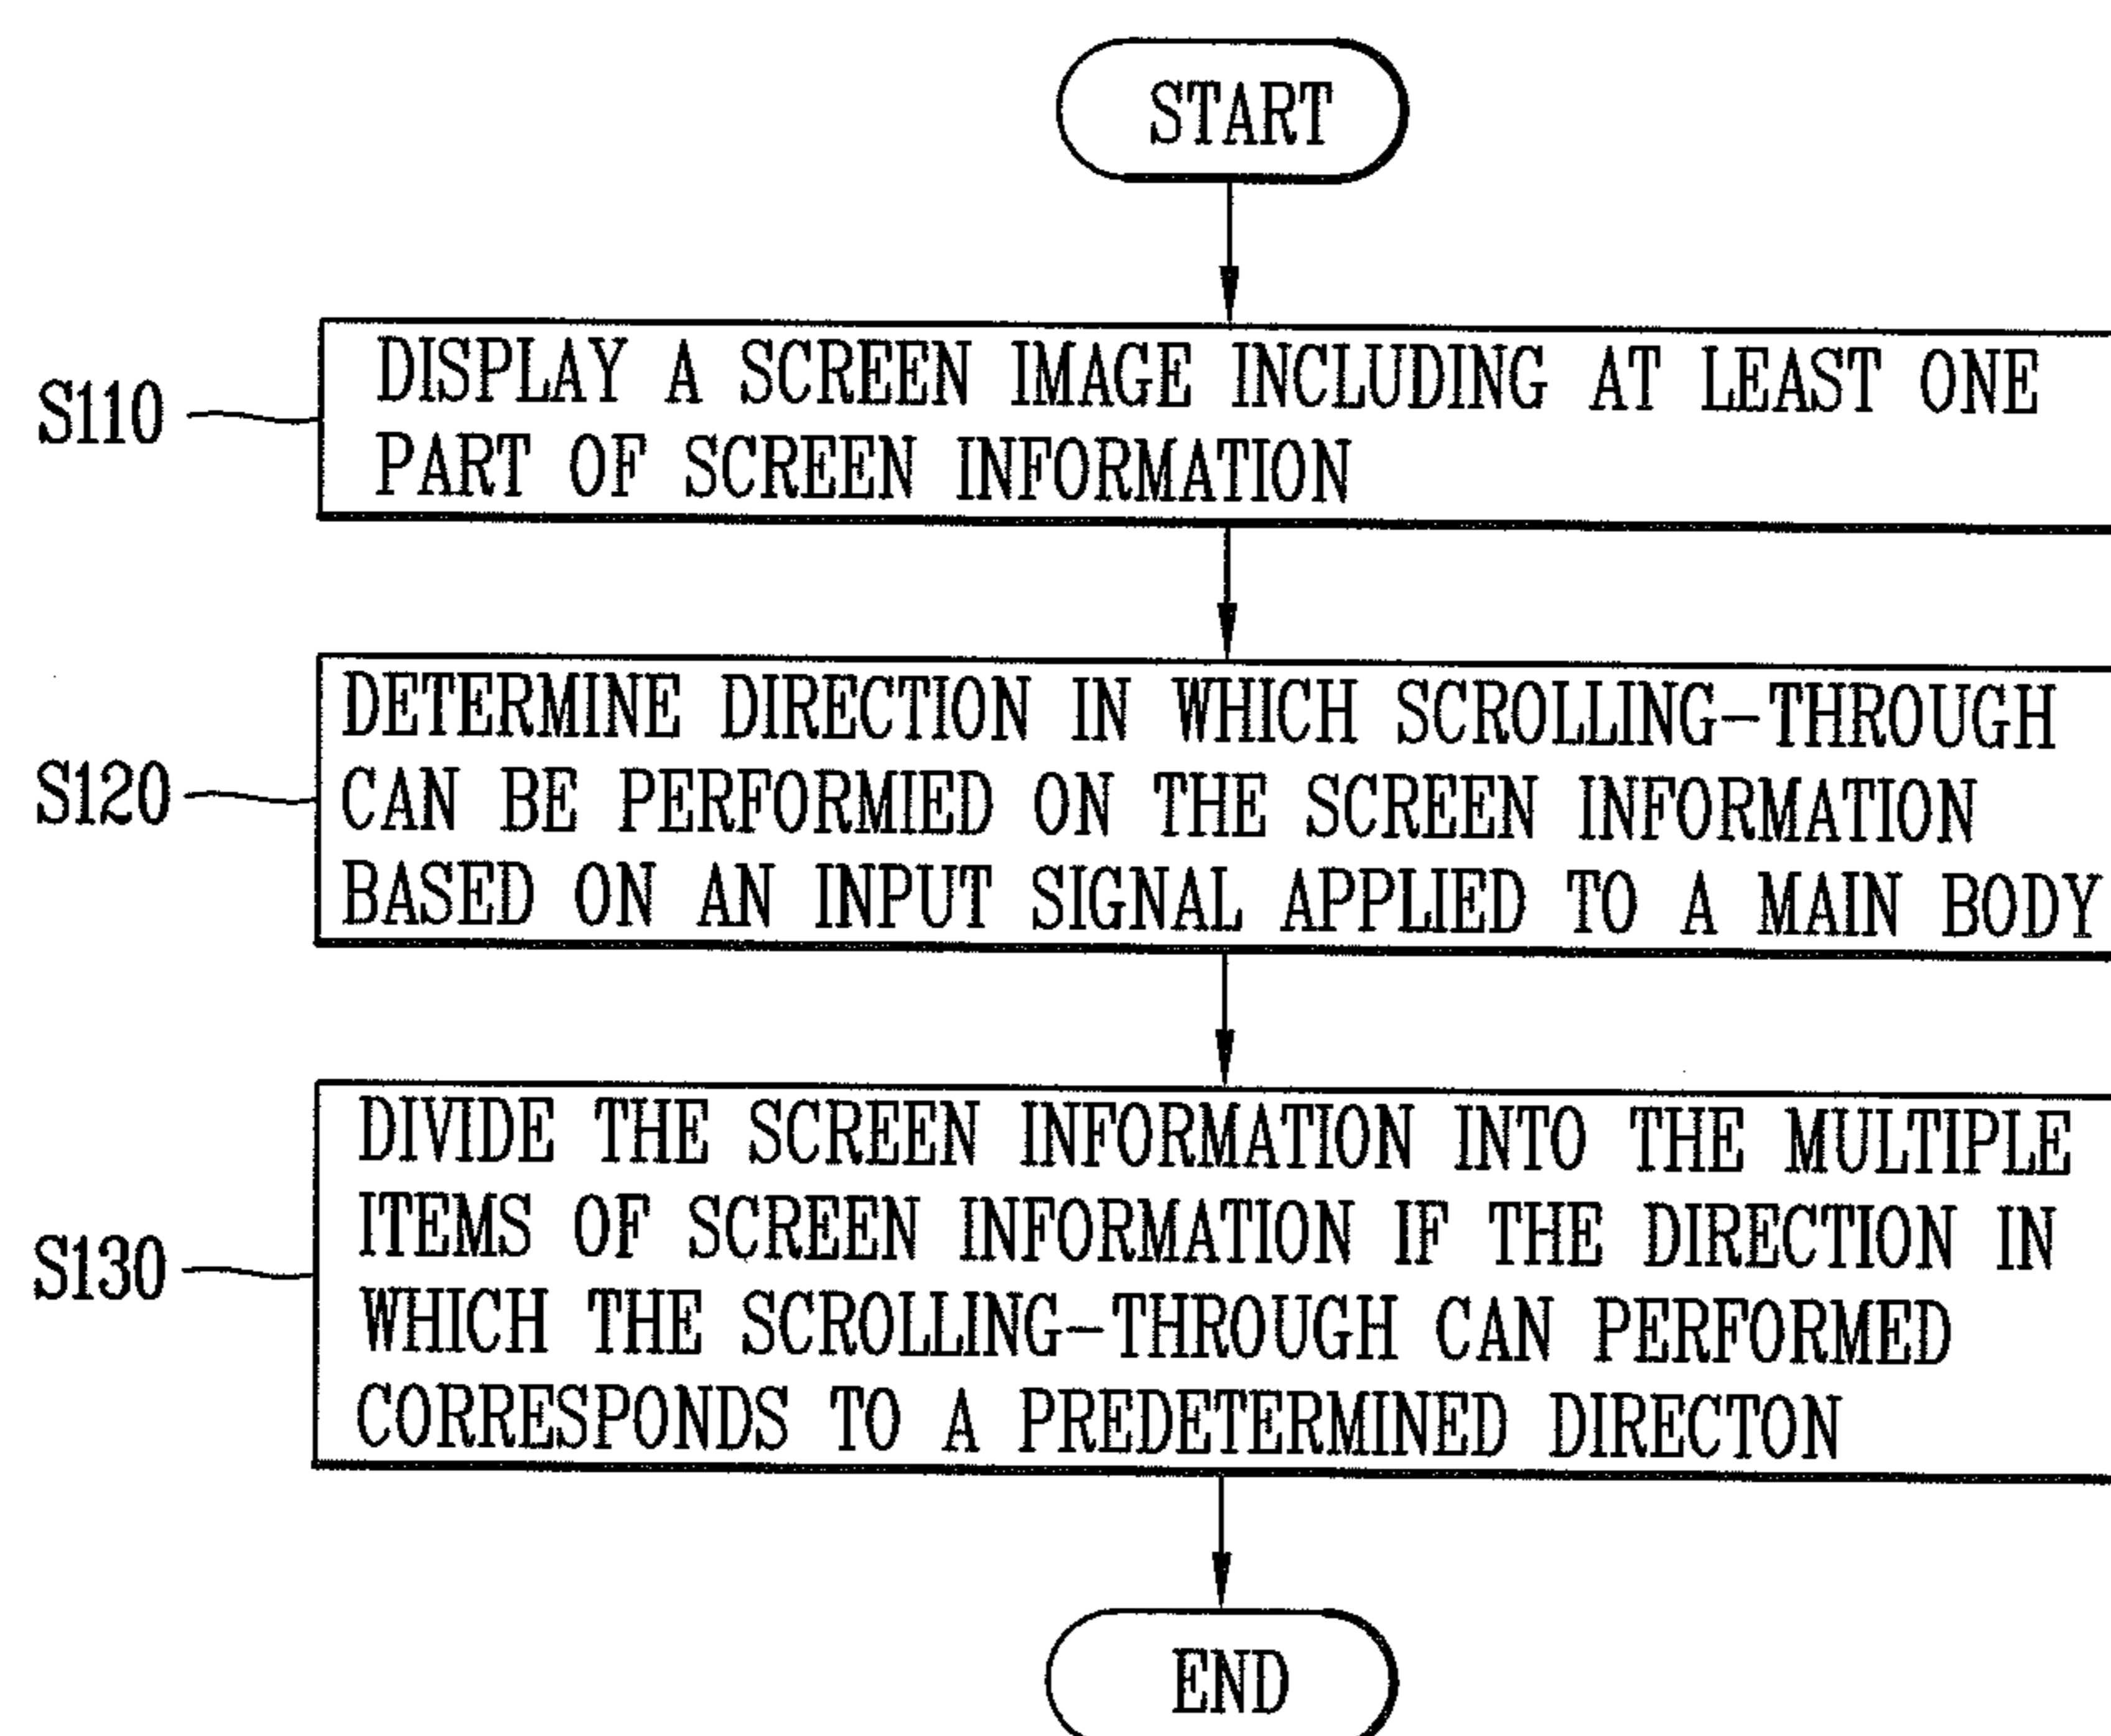 START
DISPLAY A SCREEN IMAGE INCLUDING AT LEAST ONE
PART OF SCREEN INFORMATION
S110
DETERMINE DIRECTION IN WHICH SCROLLING-THROUGH
CAN BE PERFORMIED ON THE SCREEN INFORMATION
BASED ON AN INPUT SIGNAL APPLIED TO A MAIN BODY
S120
DIVIDE THE SCREEN INFORMATION INTO THE MULTIPLE
ITEMS OF SCREEN INFORMATION IF THE DIRECTION IN
WHICH THE SCROLLING-THROUGH CAN PERFORMED
CORRESPONDS TO A PREDETERMINED DIRECTON
S130
END